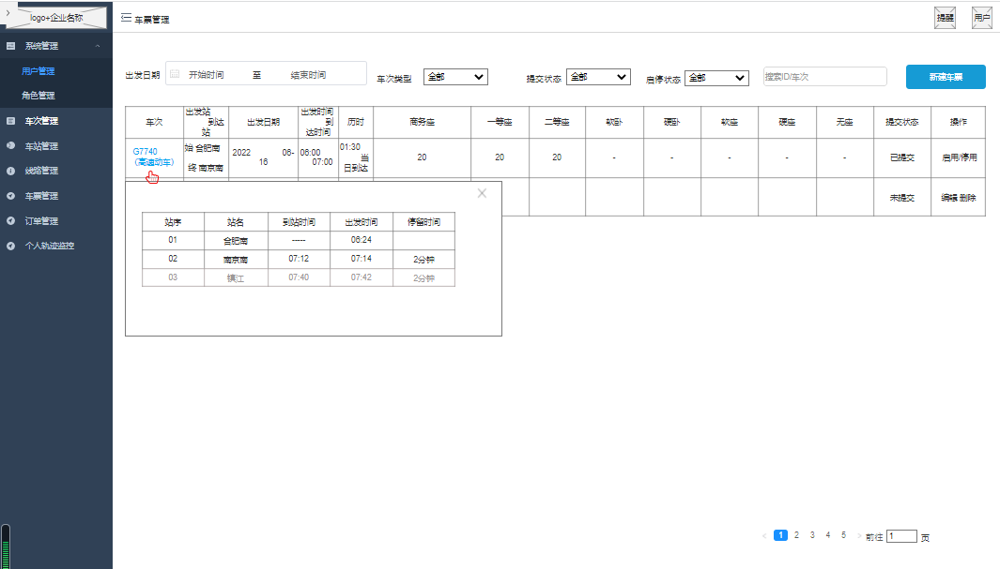 logo+企业名称
车票管理
提醒
用户
系统管理
用户管理
角色管理
车次管理
车站管理
线路管理
车票管理
订单管理
个人轨迹监控
出发日期 开始时间 至 结束时间 车次类型 全部 提交状态 全部 启停状态 全部 搜索ID/车次 新建车票
车次 出发站 到达站 出发日期 出发时间 到达时间 历时 商务座 一等座 二等座 软卧 硬卧 软座 硬座 无座 提交状态 操作
G7740（高速动车） 始 合肥南 终 南京南 2022 06-16 06:00 07:00 01:30 当日到达 20 20 20 - - - - - 已提交 启用/停用
未提交 编辑 删除
站序 站名 到站时间 出发时间 停留时间
01 合肥南 ----- 06:24
02 南京南 07:12 07:14 2分钟
03 镇江 07:40 07:42 2分钟
< 1 2 3 4 5 > 前往 1 页